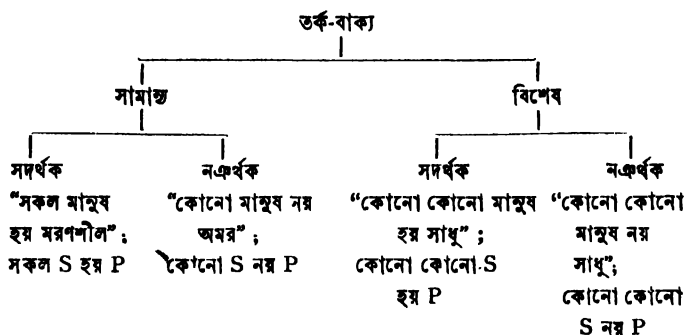 তর্ক-বাক্য
সামান্য
বিশেষ
সদর্থক
নঞর্থক
সদর্থক
নঞর্থক
"সকল মানুষ
হয় মরণশীল";
সকল S হয় P
"কোনো মানুষ নয়
অমর";
কোনো S নয় P
"কোনো কোনো মানুষ
হয় সাধু";
কোনো কোনো S
হয় P
"কোনো কোনো
মানুষ নয়
সাধু";
কোনো কোনো
S নয় P